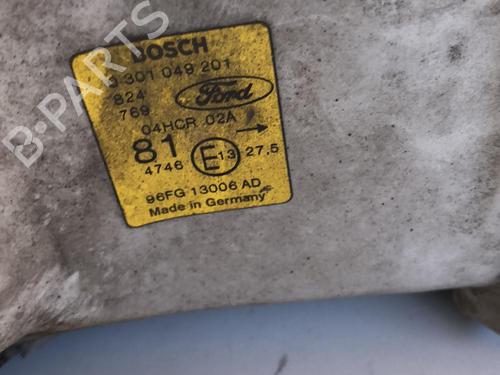 BOSCH
301 049 201
824
769
Ford
04HCR 02A
81
4746
E13 27.5
96FG 13006 AD
Made in Germany
B-PARTS